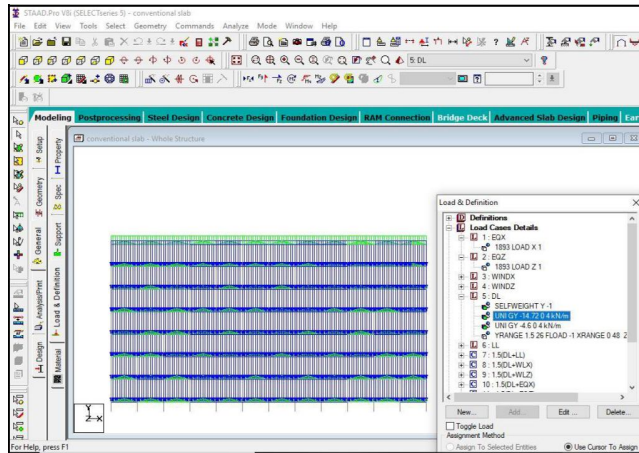 STAAD.Pro V8i (SELECTseries 5) - conventional slab
File Edit View Tools Select Geometry Commands Analyze Mode Window Help
5: DL
Modeling Postprocessing Steel Design Concrete Design Foundation Design RAM Connection Bridge Deck Advanced Slab Design Piping Ear
conventional slab - Whole Structure
Setup
Geometry
General
Analysis/Print
Design
Property
Spec
Support
Load & Definition
Material
Y
Z X
Load & Definition
Definitions
Load Cases Details
1 : EQX
1893 LOAD X 1
2 : EQZ
1893 LOAD Z 1
3 : WINDX
4 : WINDZ
5 : DL
SELFWEIGHT Y -1
UNI GY -14.72 0 4 kN/m
UNI GY -4.6 0 4 kN/m
YRANGE 1.5 26 FLOAD -1 XRANGE 0 48 Z
6 : LL
7 : 1.5(DL+LL)
8 : 1.5(DL+WLX)
9 : 1.5(DL+WLZ)
10 : 1.5(DL+EQX)
New... Add... Edit... Delete...
Toggle Load
Assignment Method
Assign To Selected Entities Use Cursor To Assign
For Help, press F1